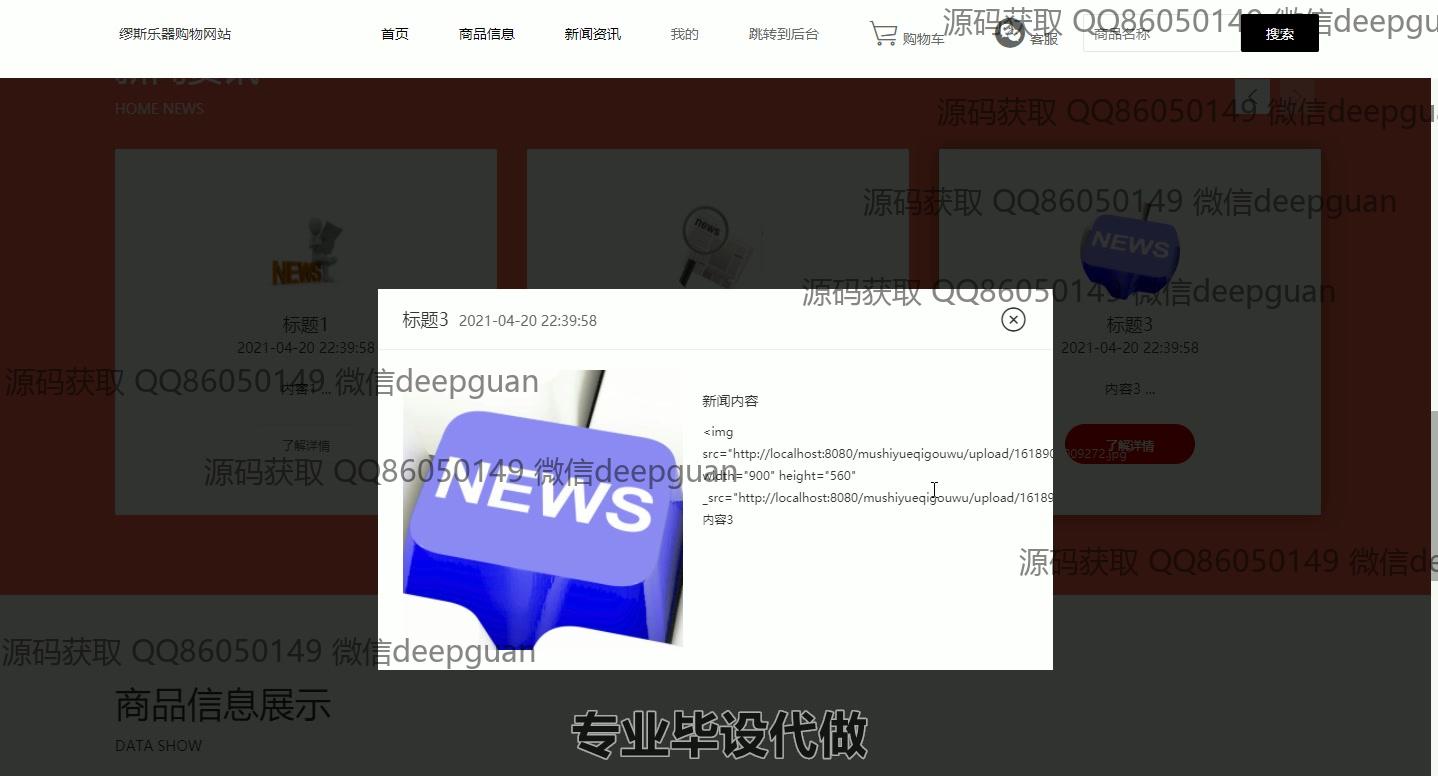 缪斯乐器购物网站 首页 商品信息 新闻资讯 我的 跳转到后台 购物车 客服 商品名称 搜索
源码获取 QQ86050149 微信deepgu
新闻资讯
HOME NEWS
源码获取 QQ86050149 微信deepgu
源码获取 QQ86050149 微信deepguan
NEWS
news
NEWS
源码获取 QQ86050149 微信deepguan
标题1
2021-04-20 22:39:58
标题3 2021-04-20 22:39:58
标题3
2021-04-20 22:39:58
源码获取 QQ86050149 微信deepguan
内容1 ...
内容3 ...
NEWS
新闻内容
<img
src="http://localhost:8080/mushiyueqigouwu/upload/161890
309272.jpg
width="900" height="560"
_src="http://localhost:8080/mushiyueqigouwu/upload/16189
内容3
了解详情
了解详情
源码获取 QQ86050149 微信deepguan
源码获取 QQ86050149 微信de
源码获取 QQ86050149 微信deepguan
商品信息展示
DATA SHOW
专业毕设代做